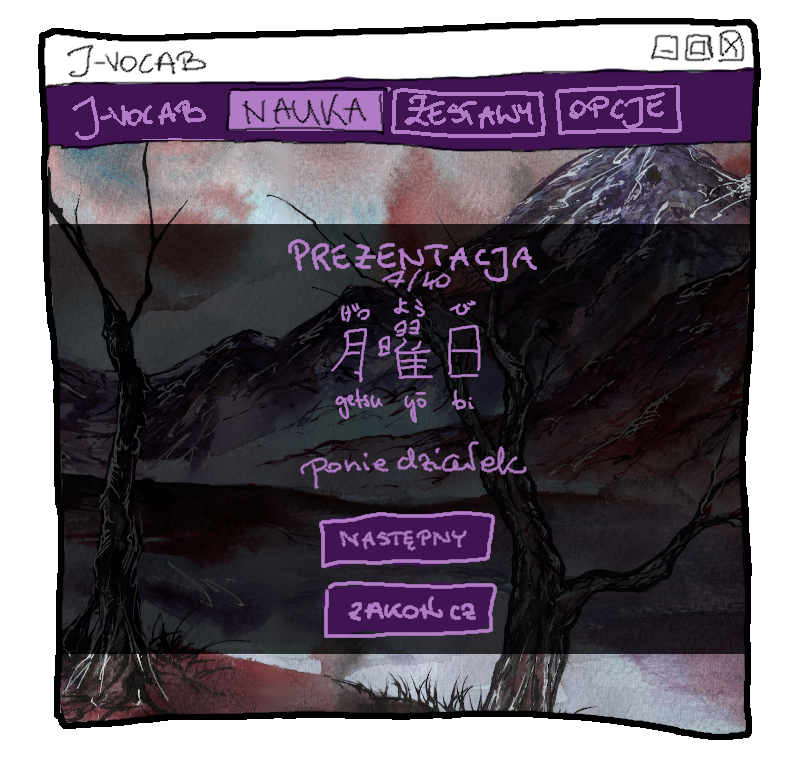 J-VOCAB
J-VOCAB NAUKA ZESTAWY OPCJE
PREZENTACJA
7/40
げつ よう び
月曜日
getsu yō bi
poniedziałek
NASTĘPNY
ZAKOŃCZ